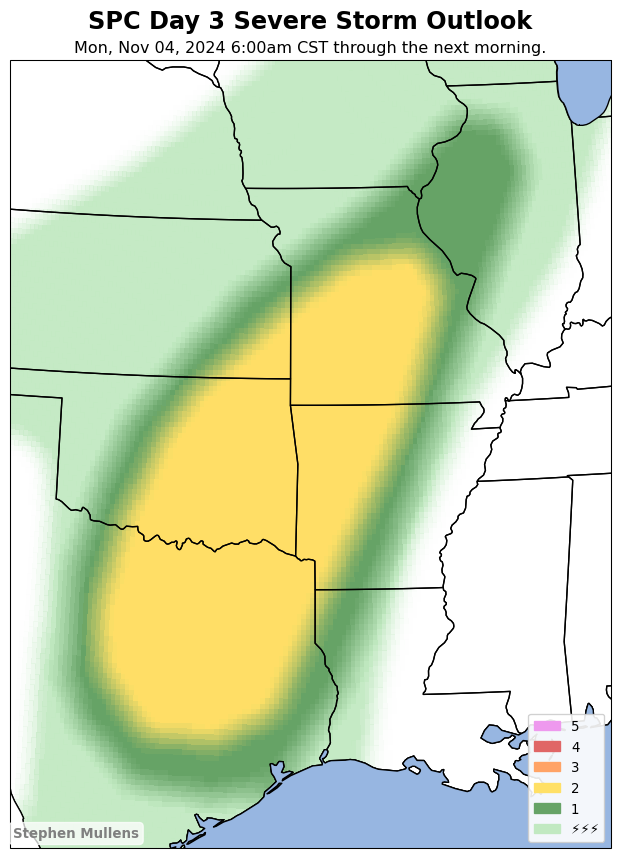 SPC Day 3 Severe Storm Outlook
Mon, Nov 04, 2024 6:00am CST through the next morning.
5
4
3
2
1
⚡⚡⚡
Stephen Mullens